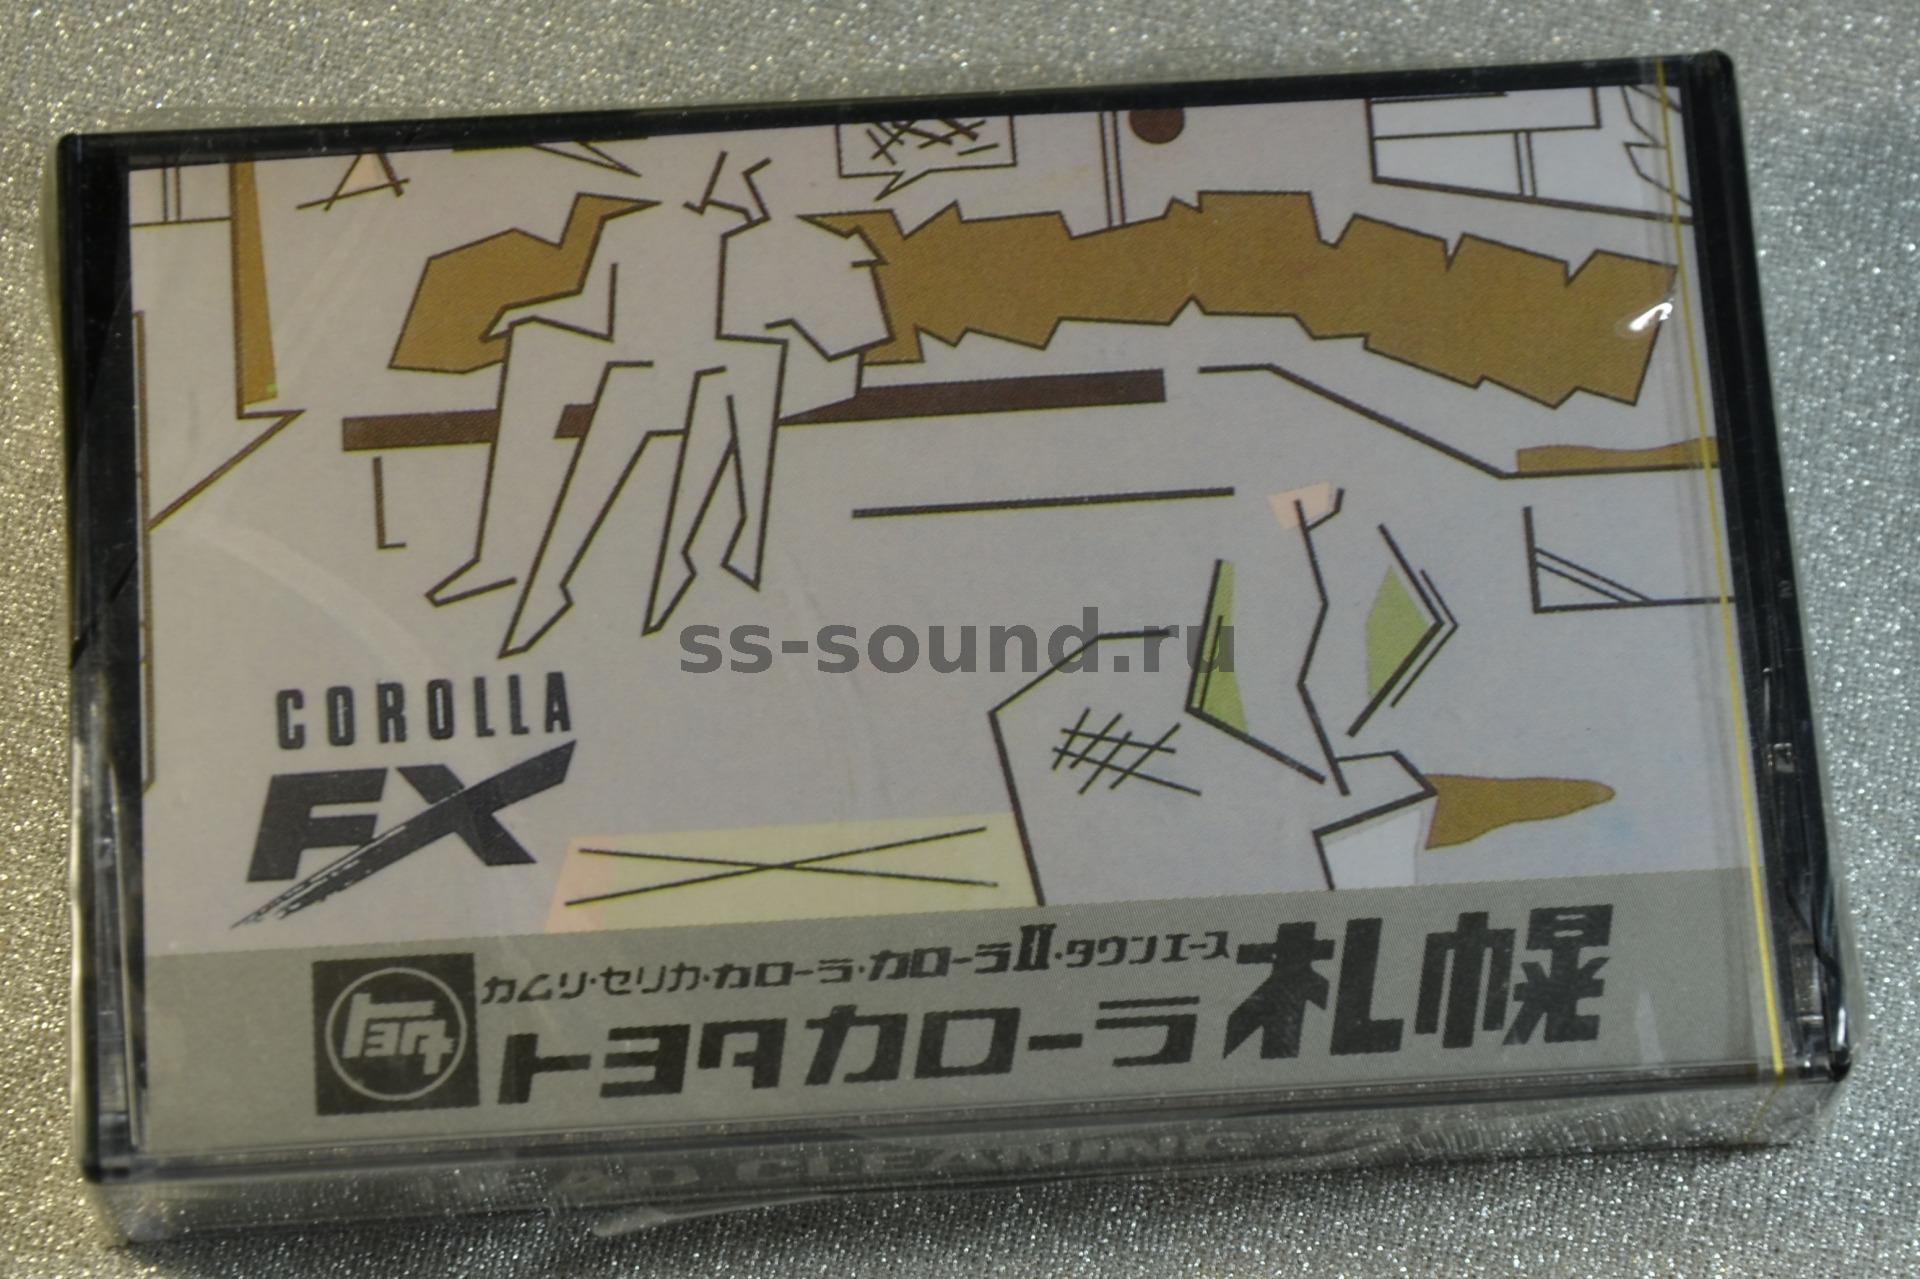 ss-sound.ru
COROLLA
FX
カムリ・セリカ・カローラ・カローラII・タウンエース
トヨタ
トヨタカローラ札幌
HEAD CLEANING